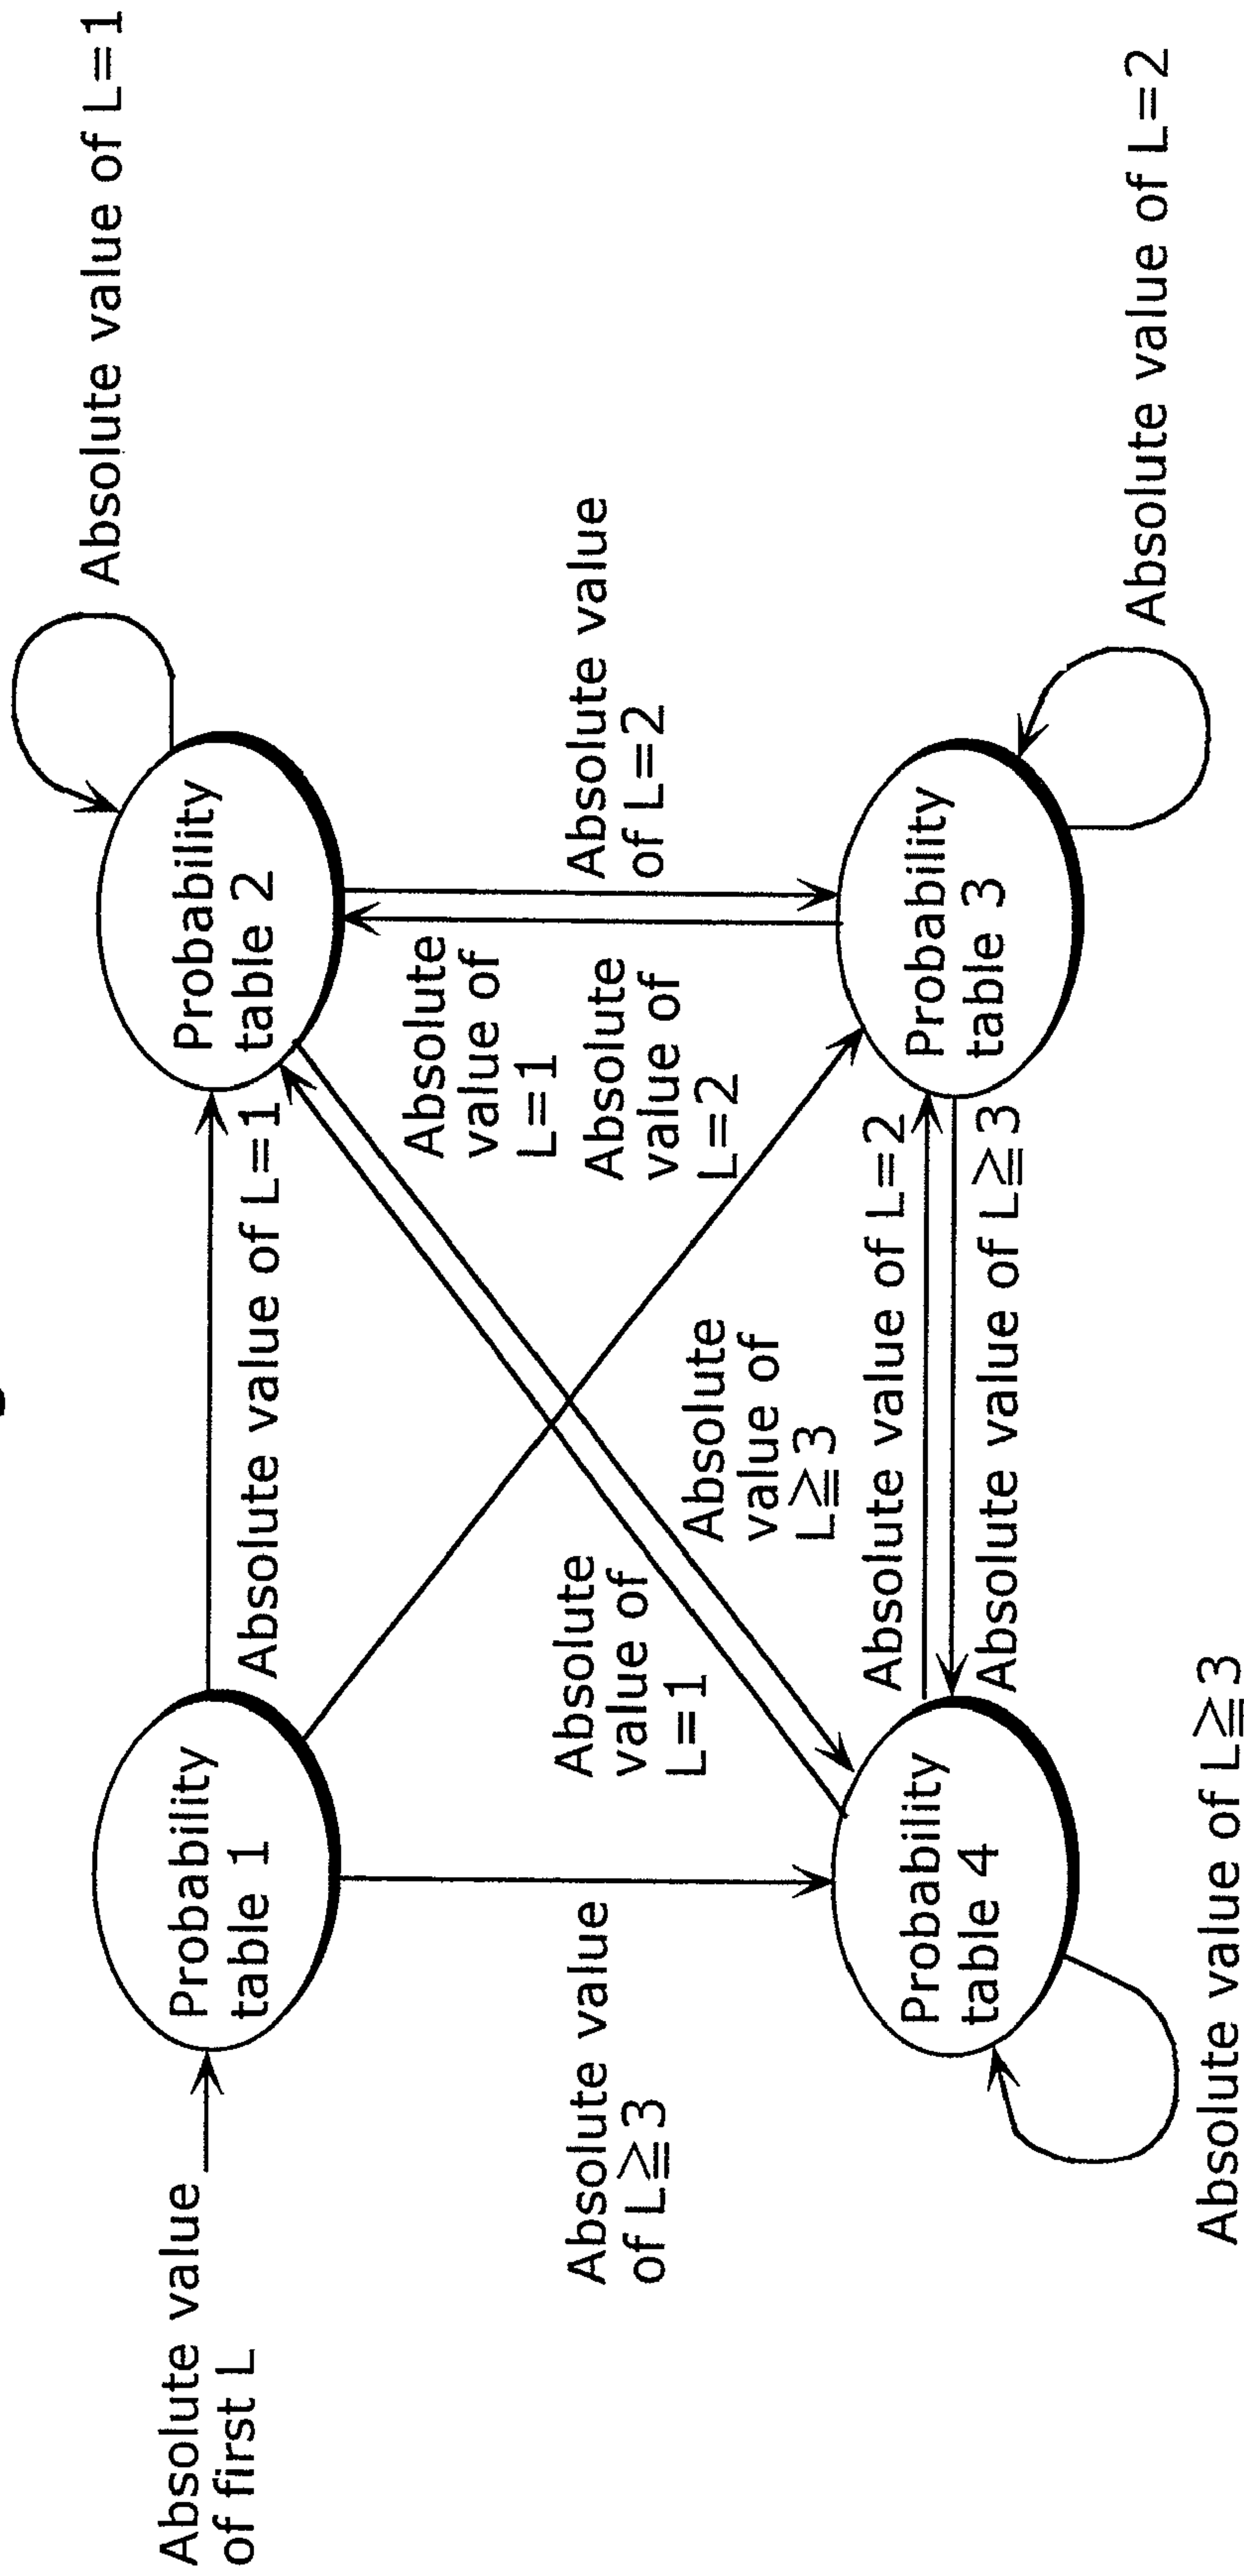 Absolute value
of first L
Probability
table 1
Absolute value of L=1
Probability
table 2
Absolute value of L=1
Absolute value
of L≧3
Absolute
value of
L=1
Absolute
value of
L≧3
Absolute
value of
L=1
Absolute
value of
L=2
Absolute value
of L=2
Probability
table 4
Absolute value of L=2
Absolute value of L≧3
Probability
table 3
Absolute value of L=2
Absolute value of L≧3